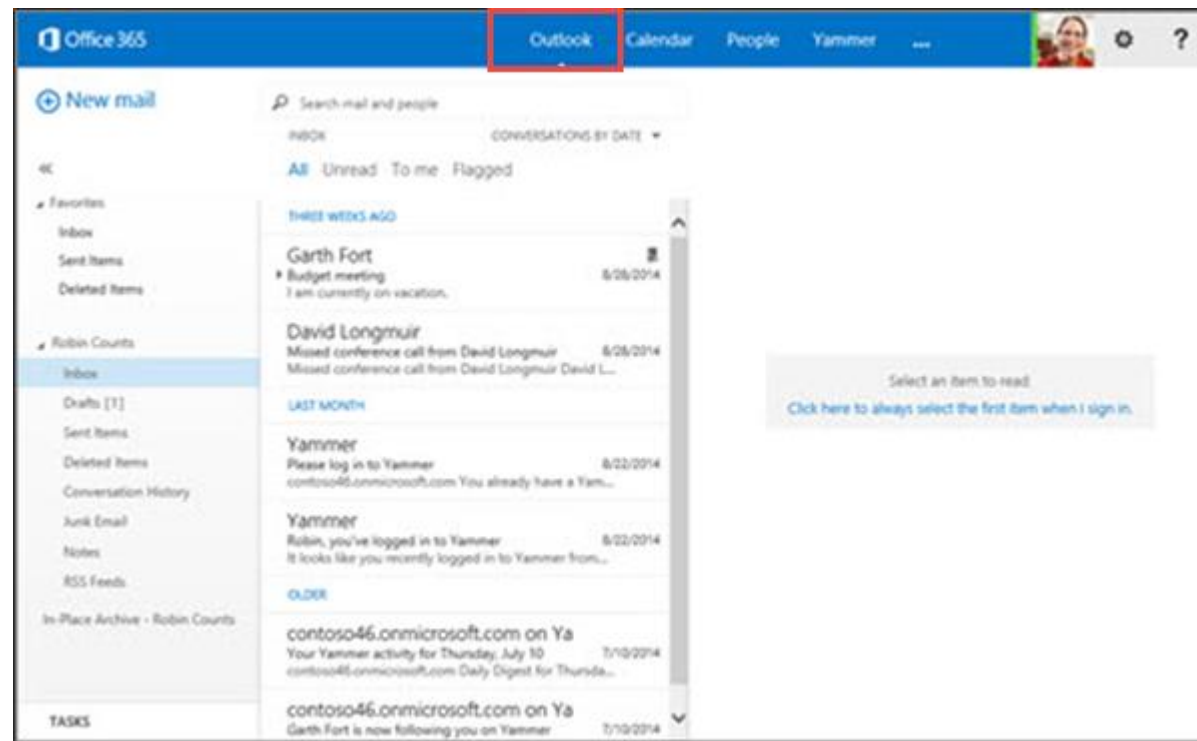 Office 365
Outlook Calendar People Yammer ... ?
New mail
Search mail and people
INBOX CONVERSATIONS BY DATE
All Unread To me Flagged
Favorites
Inbox
Sent Items
Deleted Items
Robin Counts
Inbox
Drafts [1]
Sent Items
Deleted Items
Conversation History
Junk Email
Notes
RSS Feeds
In-Place Archive - Robin Counts
TASKS
THREE WEEKS AGO
Garth Fort
Budget meeting 8/28/2014
I am currently on vacation.
David Longmuir
Missed conference call from David Longmuir 8/28/2014
Missed conference call from David Longmuir David L...
LAST MONTH
Yammer
Please log in to Yammer 8/22/2014
contoso46.onmicrosoft.com You already have a Yam...
Yammer
Robin, you've logged in to Yammer 8/22/2014
It looks like you recently logged in to Yammer from...
OLDER
contoso46.onmicrosoft.com on Ya
Your Yammer activity for Thursday, July 10 7/10/2014
contoso46.onmicrosoft.com Daily Digest for Thursda...
contoso46.onmicrosoft.com on Ya
Garth Fort is now following you on Yammer 7/10/2014
Select an item to read
Click here to always select the first item when I sign in.